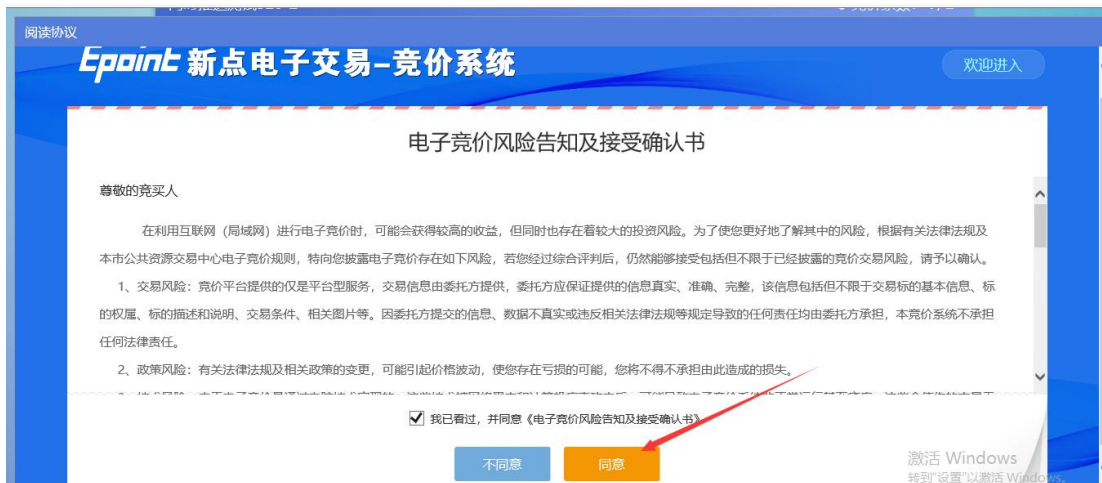 阅读协议
Epoint 新点电子交易-竞价系统
欢迎进入
电子竞价风险告知及接受确认书
尊敬的竞买人
在利用互联网（局域网）进行电子竞价时，可能会获得较高的收益，但同时也存在着较大的投资风险。为了使您更好地了解其中的风险，根据有关法律法规及
本市公共资源交易中心电子竞价规则，特向您披露电子竞价存在如下风险，若您经过综合评判后，仍然能够接受包括但不限于已经披露的竞价交易风险，请予以确认。
1、交易风险：竞价平台提供的仅是平台型服务，交易信息由委托方提供，委托方应保证提供的信息真实、准确、完整，该信息包括但不限于交易标的基本信息、标
的权属、标的描述和说明、交易条件、相关图片等。因委托方提交的信息、数据不真实或违反相关法律法规等规定导致的任何责任均由委托方承担，本竞价系统不承担
任何法律责任。
2、政策风险：有关法律法规及相关政策的变更，可能引起价格波动，使您存在亏损的可能，您将不得不承担由此造成的损失。
我已看过，并同意《电子竞价风险告知及接受确认书》
不同意
同意
激活 Windows
转到"设置"以激活 Windows。